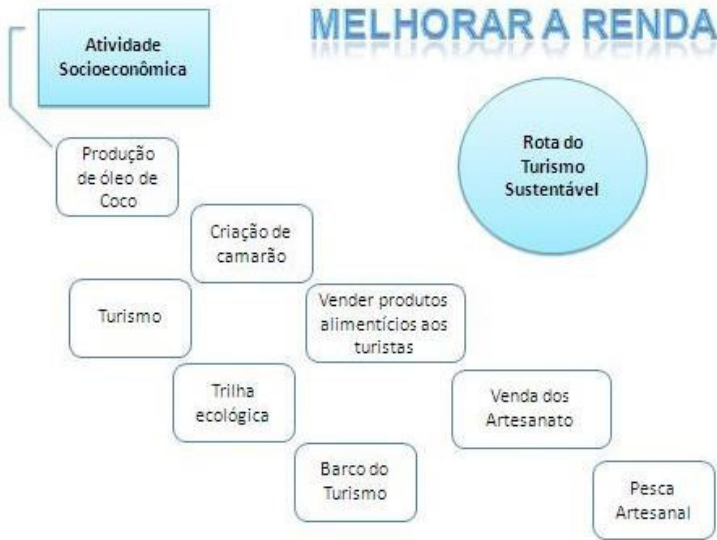 MELHORAR A RENDA
Atividade
Socioeconômica
Rota do
Turismo
Sustentável
Produção
de óleo de
Coco
Criação de
camarão
Turismo
Vender produtos
alimentícios aos
turistas
Trilha
ecológica
Venda dos
Artesanato
Barco do
Turismo
Pesca
Artesanal